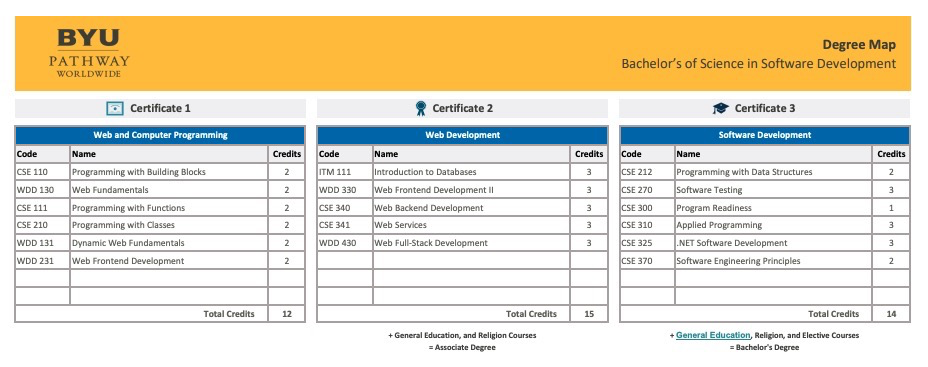 BYU
PATHWAY
WORLDWIDE
Degree Map
Bachelor's of Science in Software Development
Certificate 1
Web and Computer Programming
Code Name Credits
CSE 110 Programming with Building Blocks 2
WDD 130 Web Fundamentals 2
CSE 111 Programming with Functions 2
CSE 210 Programming with Classes 2
WDD 131 Dynamic Web Fundamentals 2
WDD 231 Web Frontend Development 2
Total Credits 12
Certificate 2
Web Development
Code Name Credits
ITM 111 Introduction to Databases 3
WDD 330 Web Frontend Development II 3
CSE 340 Web Backend Development 3
CSE 341 Web Services 3
WDD 430 Web Full-Stack Development 3
Total Credits 15
+ General Education, and Religion Courses
= Associate Degree
Certificate 3
Software Development
Code Name Credits
CSE 212 Programming with Data Structures 2
CSE 270 Software Testing 3
CSE 300 Program Readiness 1
CSE 310 Applied Programming 3
CSE 325 .NET Software Development 3
CSE 370 Software Engineering Principles 2
Total Credits 14
+ General Education, Religion, and Elective Courses
= Bachelor's Degree